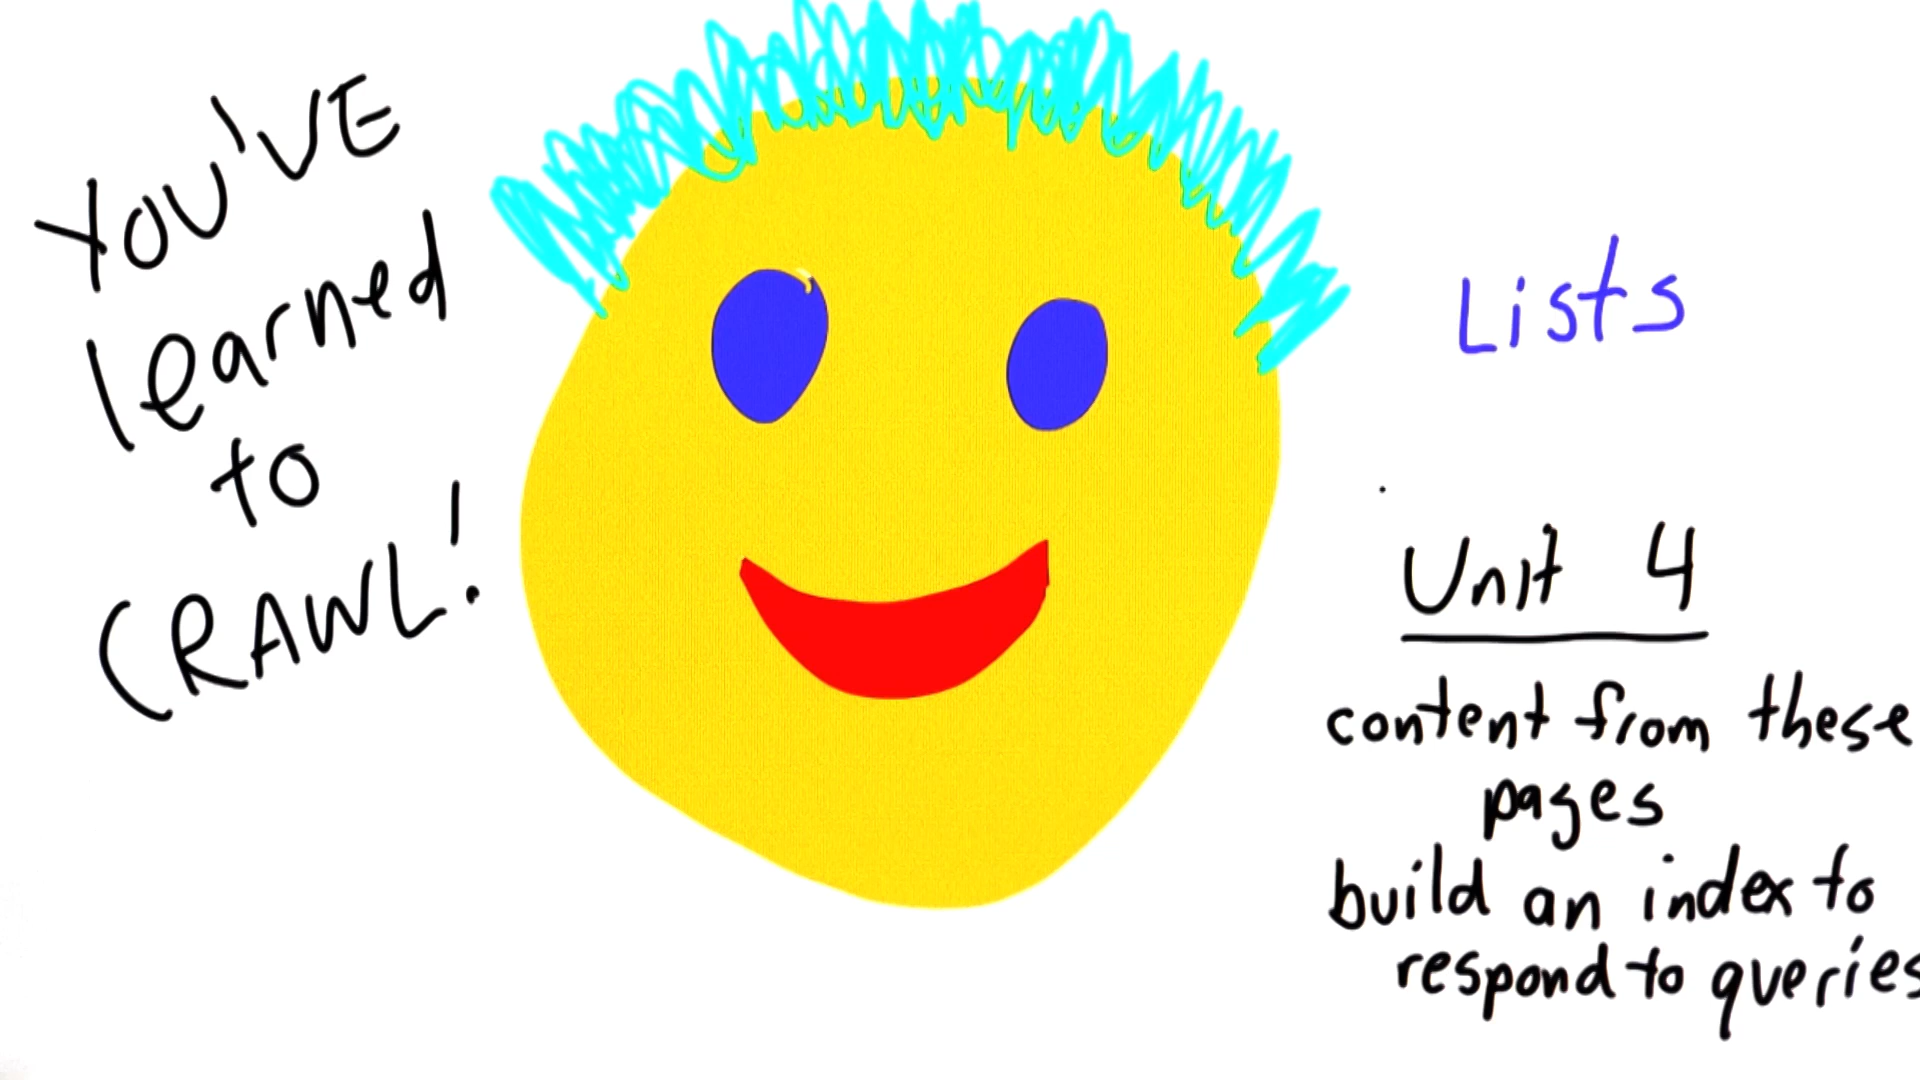 YOU'VE
learned
to
CRAWL!
Lists
Unit 4
content from these
pages
build an index to
respond to queries